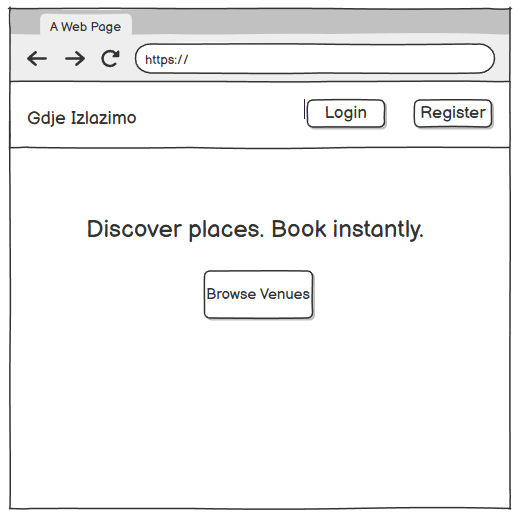 A Web Page
https://
Gdje Izlazimo
Login
Register
Discover places. Book instantly.
Browse Venues